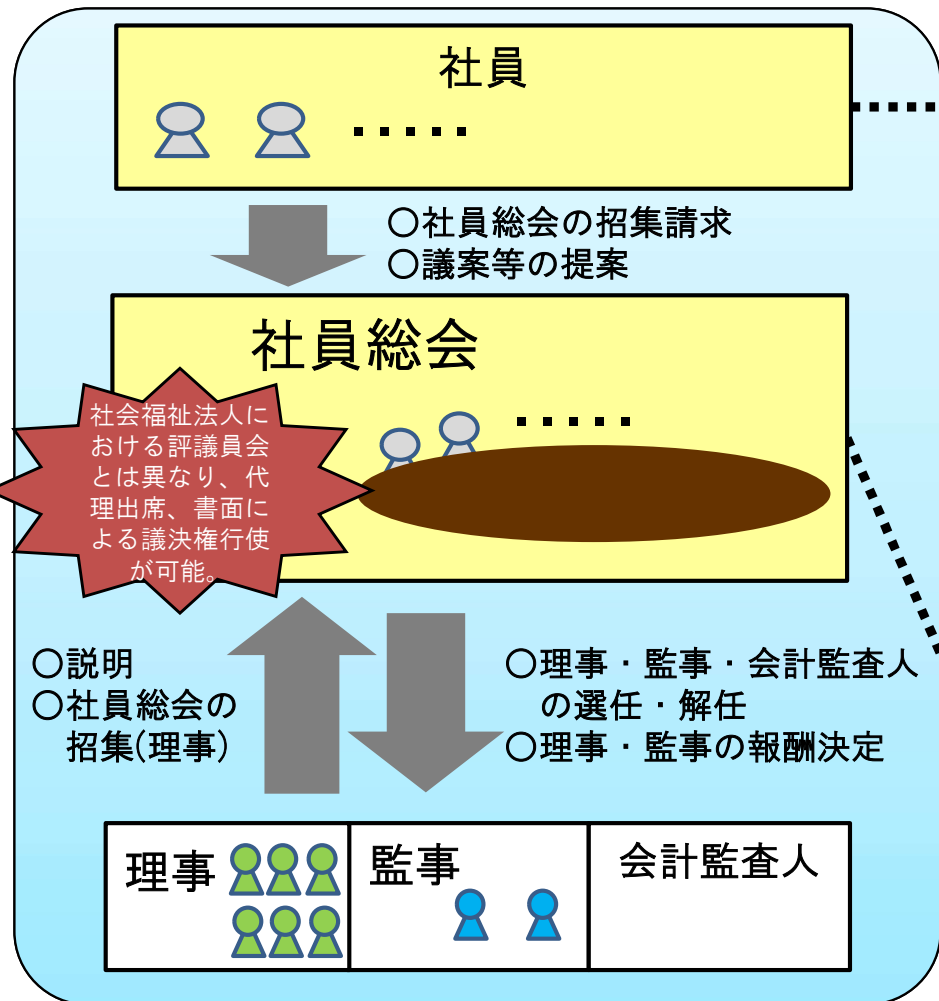 社員
・・・・・
○社員総会の招集請求
○議案等の提案
社員総会
・・・・・
社会福祉法人に
おける評議員会
とは異なり、代
理出席、書面に
よる議決権行使
が可能。
○説明
○社員総会の
招集(理事)
○理事・監事・会計監査人
の選任・解任
○理事・監事の報酬決定
理事
監事
会計監査人